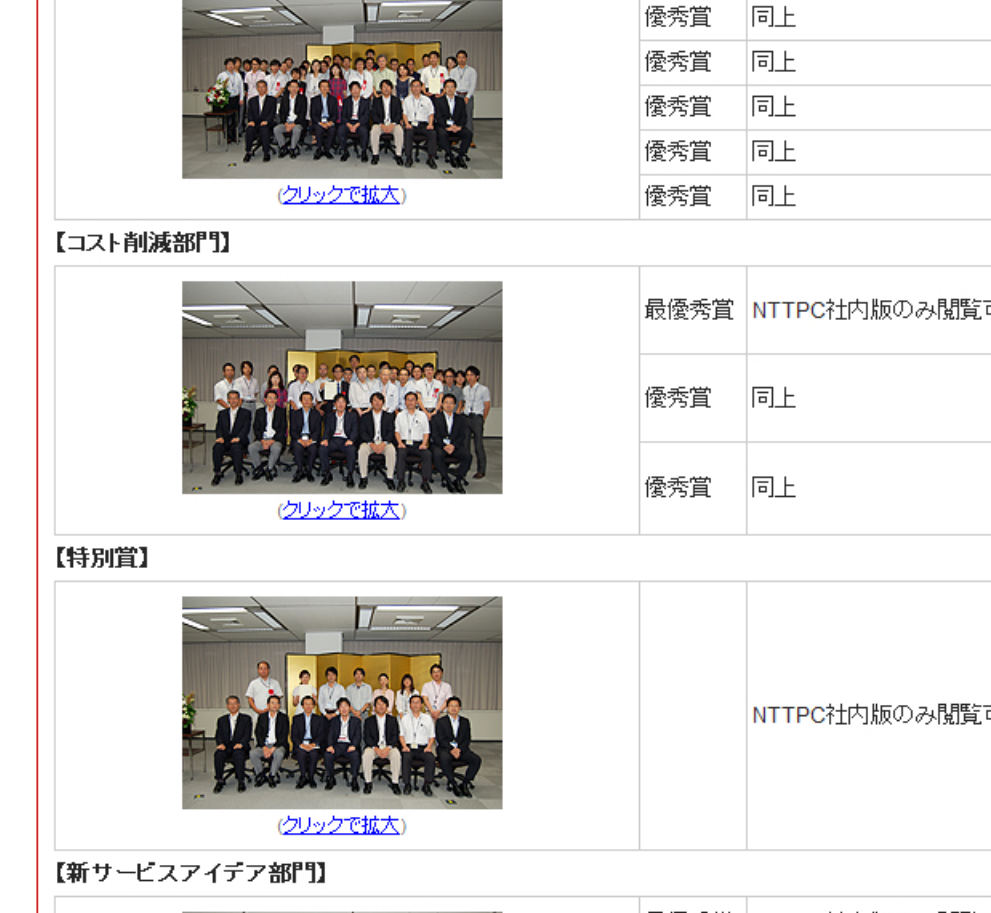 優秀賞 同上
優秀賞 同上
優秀賞 同上
優秀賞 同上
優秀賞 同上
(クリックで拡大)
【コスト削減部門】
最優秀賞 NTTPC社内版のみ閲覧可
優秀賞 同上
優秀賞 同上
(クリックで拡大)
【特別賞】
NTTPC社内版のみ閲覧可
(クリックで拡大)
【新サービスアイデア部門】